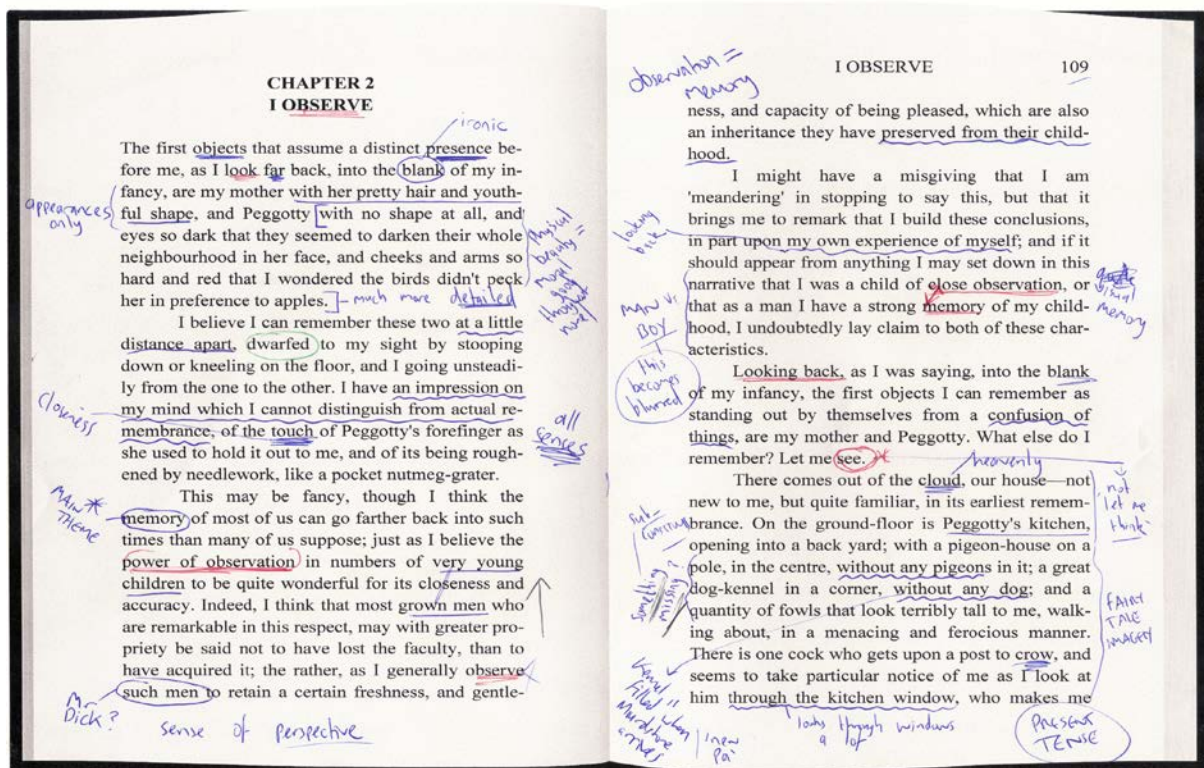 CHAPTER 2
I OBSERVE
ironic
The first objects that assume a distinct presence be-
fore me, as I look far back, into the blank of my in-
fancy, are my mother with her pretty hair and youth-
ful shape, and Peggotty with no shape at all, and
eyes so dark that they seemed to darken their whole
neighbourhood in her face, and cheeks and arms so
hard and red that I wondered the birds didn't peck
her in preference to apples.
appearances
only
physical
beauty =
moral
good
throughout
novel
much more detailed
I believe I can remember these two at a little
distance apart, dwarfed to my sight by stooping
down or kneeling on the floor, and I going unsteadi-
ly from the one to the other. I have an impression on
my mind which I cannot distinguish from actual re-
membrance, of the touch of Peggotty's forefinger as
she used to hold it out to me, and of its being rough-
ened by needlework, like a pocket nutmeg-grater.
all
senses
This may be fancy, though I think the
memory of most of us can go farther back into such
times than many of us suppose; just as I believe the
power of observation in numbers of very young
children to be quite wonderful for its closeness and
accuracy. Indeed, I think that most grown men who
are remarkable in this respect, may with greater pro-
priety be said not to have lost the faculty, than to
have acquired it; the rather, as I generally observe
such men to retain a certain freshness, and gentle-
MAIN
THEME
Mr.
Dick?
sense of perspective
observation =
memory
I OBSERVE 109
ness, and capacity of being pleased, which are also
an inheritance they have preserved from their child-
hood.
I might have a misgiving that I am
'meandering' in stopping to say this, but that it
brings me to remark that I build these conclusions,
in part upon my own experience of myself; and if it
should appear from anything I may set down in this
narrative that I was a child of close observation, or
that as a man I have a strong memory of my child-
hood, I undoubtedly lay claim to both of these char-
acteristics.
looking
back
MAN vs
BOY
this
becomes
blurred
visual
memory
Looking back, as I was saying, into the blank
of my infancy, the first objects I can remember as
standing out by themselves from a confusion of
things, are my mother and Peggotty. What else do I
remember? Let me see.
heavenly
not
let me
think
There comes out of the cloud, our house—not
new to me, but quite familiar, in its earliest remem-
brance. On the ground-floor is Peggotty's kitchen,
opening into a back yard; with a pigeon-house on a
pole, in the centre, without any pigeons in it; a great
dog-kennel in a corner, without any dog; and a
quantity of fowls that look terribly tall to me, walk-
ing about, in a menacing and ferocious manner.
There is one cock who gets upon a post to crow, and
seems to take particular notice of me as I look at
him through the kitchen window, who makes me
something
missing?
FAIRY
TALE
IMAGERY
Kennel
filled when
Murdstone
arrives
new
Pa
looks through windows
a lot
PRESENT
TENSE